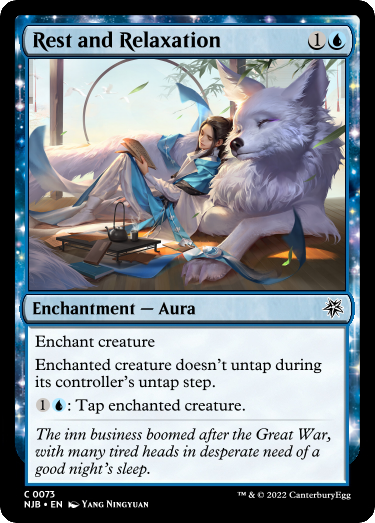 Rest and Relaxation 1
Enchantment — Aura
Enchant creature
Enchanted creature doesn't untap during
its controller's untap step.
1 : Tap enchanted creature.
The inn business boomed after the Great War,
with many tired heads in desperate need of a
good night's sleep.
C 0073
NJB • EN Yang Ningyuan
™ & © 2022 CanterburyEgg